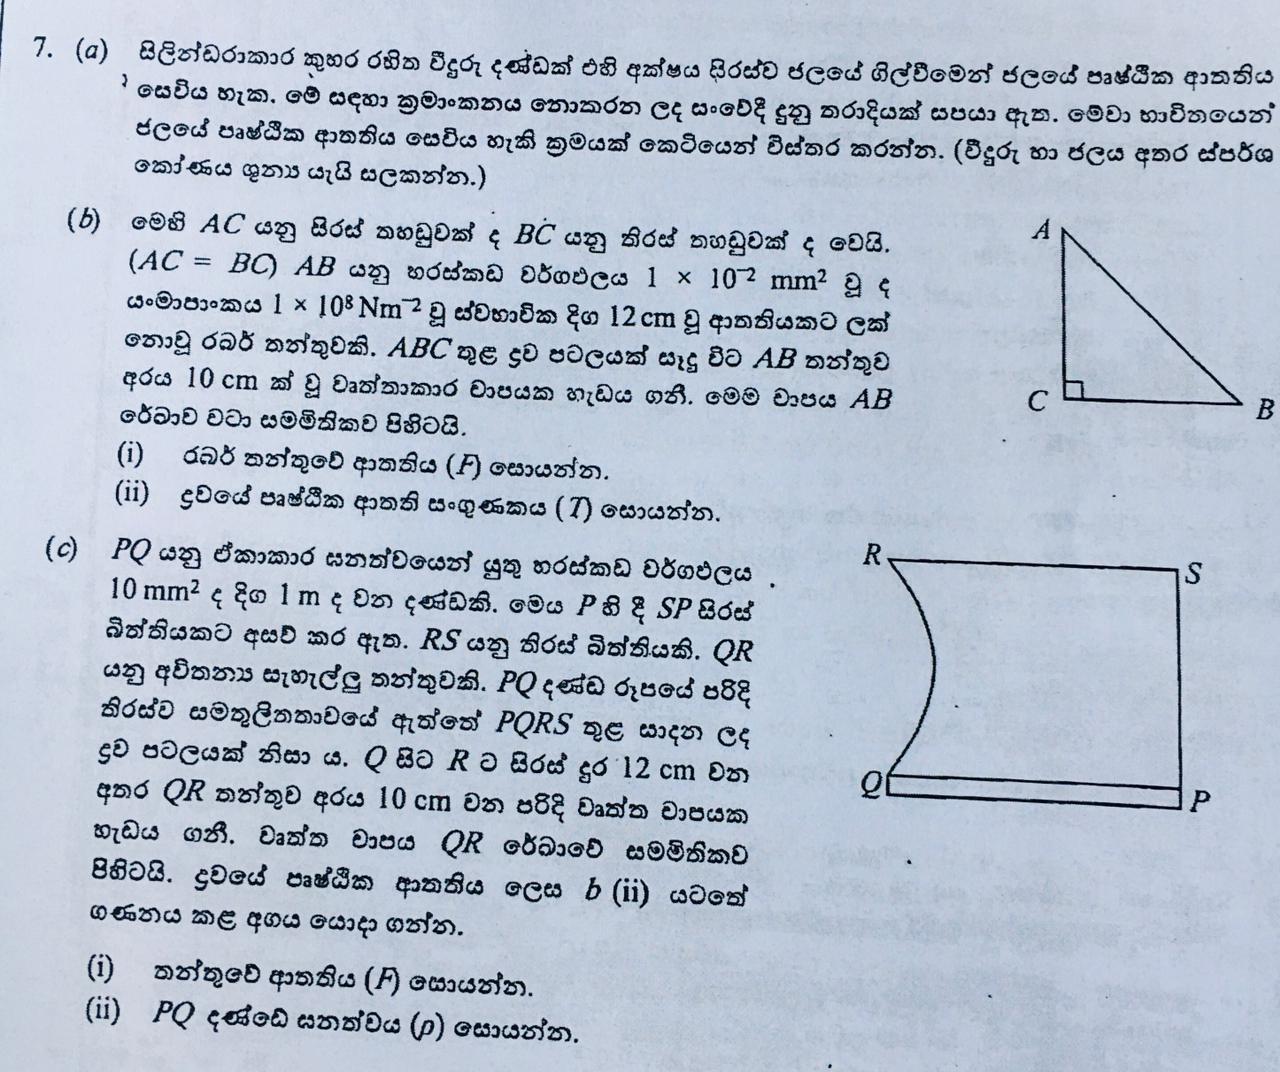 7. (a) සිලින්ඩරාකාර කුහර රහිත වීදුරු දණ්ඩක් එහි අක්ෂය සිරස්ව ජලයේ ගිල්වීමෙන් ජලයේ පෘෂ්ඨික ආතතිය
සෙවිය හැක. මේ සඳහා ක්‍රමාංකනය නොකරන ලද සංවේදී දුනු තරාදියක් සපයා ඇත. මේවා භාවිතයෙන්
ජලයේ පෘෂ්ඨික ආතතිය සෙවිය හැකි ක්‍රමයක් කෙටියෙන් විස්තර කරන්න. (වීදුරු හා ජලය අතර ස්පර්ශ
කෝණය ශුන්‍ය යැයි සලකන්න.)
(b) මෙහි AC යනු සිරස් තහඩුවක් ද BC යනු තිරස් තහඩුවක් ද වෙයි.
(AC = BC) AB යනු හරස්කඩ වර්ගඵලය 1 × 10⁻² mm² වූ ද
යංමාපාංකය 1 × 10⁸ Nm⁻² වූ ස්වභාවික දිග 12 cm වූ ආතතියකට ලක්
නොවූ රබර් තන්තුවකි. ABC තුළ ද්‍රව පටලයක් සෑදූ විට AB තන්තුව
අරය 10 cm ක් වූ වෘත්තාකාර චාපයක හැඩය ගනී. මෙම චාපය AB
රේඛාව වටා සමමිතිකව පිහිටයි.
(i) රබර් තන්තුවේ ආතතිය (F) සොයන්න.
(ii) ද්‍රවයේ පෘෂ්ඨික ආතති සංගුණකය (T) සොයන්න.
A
C
B
(c) PQ යනු ඒකාකාර ඝනත්වයෙන් යුතු හරස්කඩ වර්ගඵලය
10 mm² ද දිග 1 m ද වන දණ්ඩකි. මෙය P හි දී SP සිරස්
බිත්තියකට අසව් කර ඇත. RS යනු තිරස් බිත්තියකි. QR
යනු අවිතන්‍ය සැහැල්ලු තන්තුවකි. PQ දණ්ඩ රූපයේ පරිදි
තිරස්ව සමතුලිතතාවයේ ඇත්තේ PQRS තුළ සාදන ලද
ද්‍රව පටලයක් නිසා ය. Q සිට R ට සිරස් දුර 12 cm වන
අතර QR තන්තුව අරය 10 cm වන පරිදි වෘත්ත චාපයක
හැඩය ගනී. වෘත්ත චාපය QR රේඛාවේ සමමිතිකව
පිහිටයි. ද්‍රවයේ පෘෂ්ඨික ආතතිය ලෙස b (ii) යටතේ
ගණනය කළ අගය යොදා ගන්න.
(i) තන්තුවේ ආතතිය (F) සොයන්න.
(ii) PQ දණ්ඩේ ඝනත්වය (ρ) සොයන්න.
R
S
Q
P